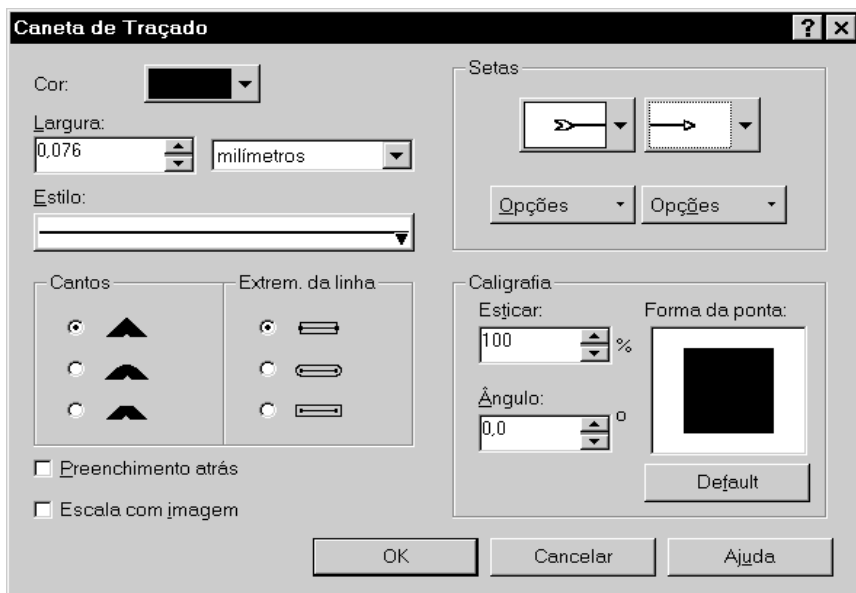 Caneta de Traçado
Cor:
Largura:
0,076
milímetros
Estilo:
Cantos
Extrem. da linha
Preenchimento atrás
Escala com imagem
Setas
Opções
Opções
Caligrafia
Esticar:
100 %
Ângulo:
0,0 º
Forma da ponta:
Default
OK
Cancelar
Ajuda